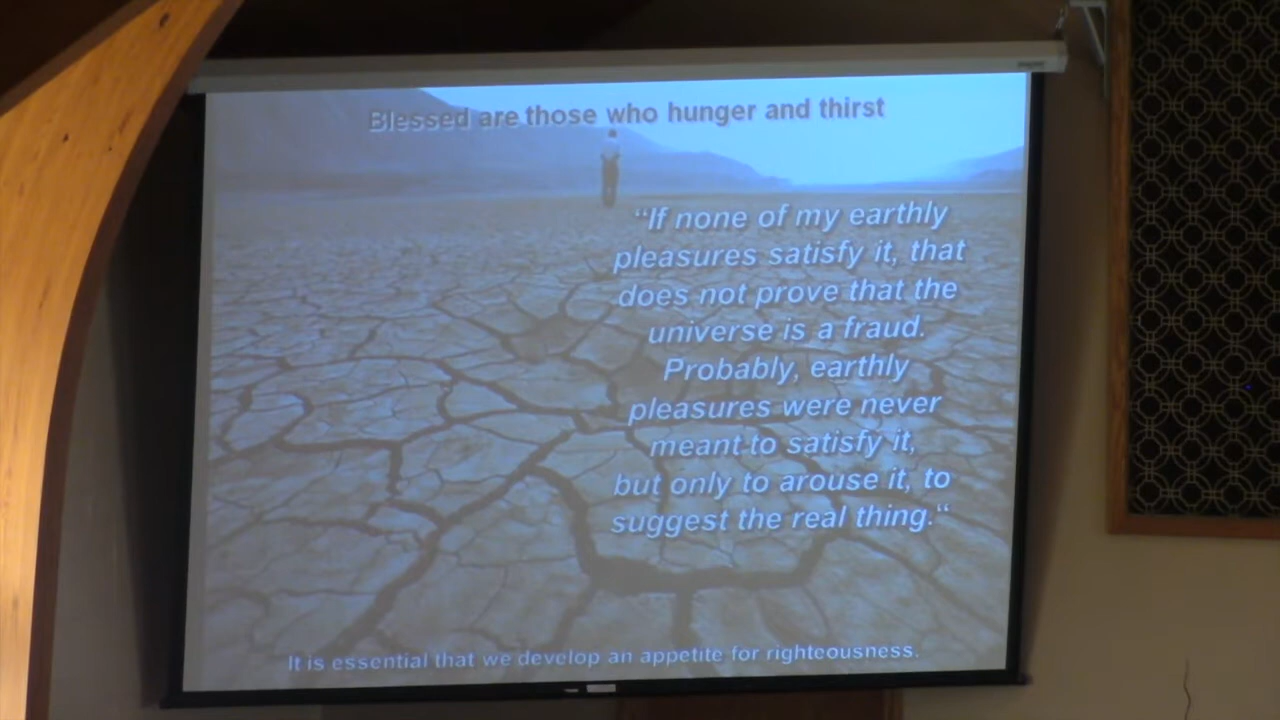 Blessed are those who hunger and thirst
“If none of my earthly
pleasures satisfy it, that
does not prove that the
universe is a fraud.
Probably, earthly
pleasures were never
meant to satisfy it,
but only to arouse it, to
suggest the real thing.“
It is essential that we develop an appetite for righteousness.